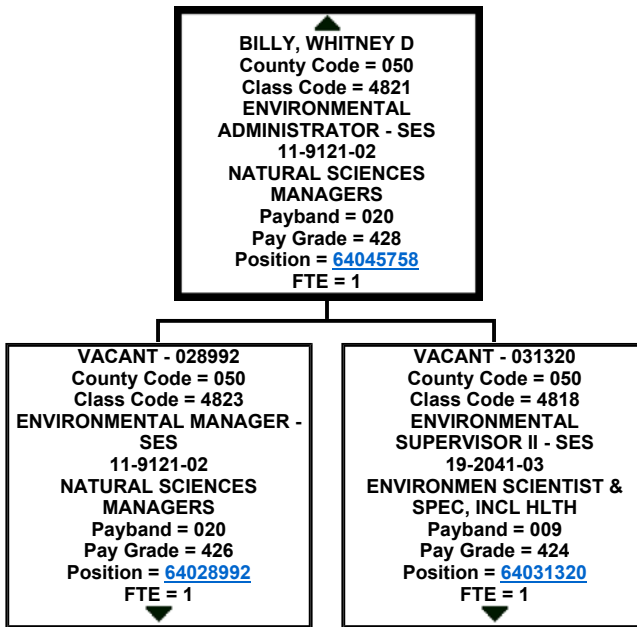 BILLY, WHITNEY D
County Code = 050
Class Code = 4821
ENVIRONMENTAL
ADMINISTRATOR - SES
11-9121-02
NATURAL SCIENCES
MANAGERS
Payband = 020
Pay Grade = 428
Position = 64045758
FTE = 1
VACANT - 028992
County Code = 050
Class Code = 4823
ENVIRONMENTAL MANAGER -
SES
11-9121-02
NATURAL SCIENCES
MANAGERS
Payband = 020
Pay Grade = 426
Position = 64028992
FTE = 1
VACANT - 031320
County Code = 050
Class Code = 4818
ENVIRONMENTAL
SUPERVISOR II - SES
19-2041-03
ENVIRONMEN SCIENTIST &
SPEC, INCL HLTH
Payband = 009
Pay Grade = 424
Position = 64031320
FTE = 1